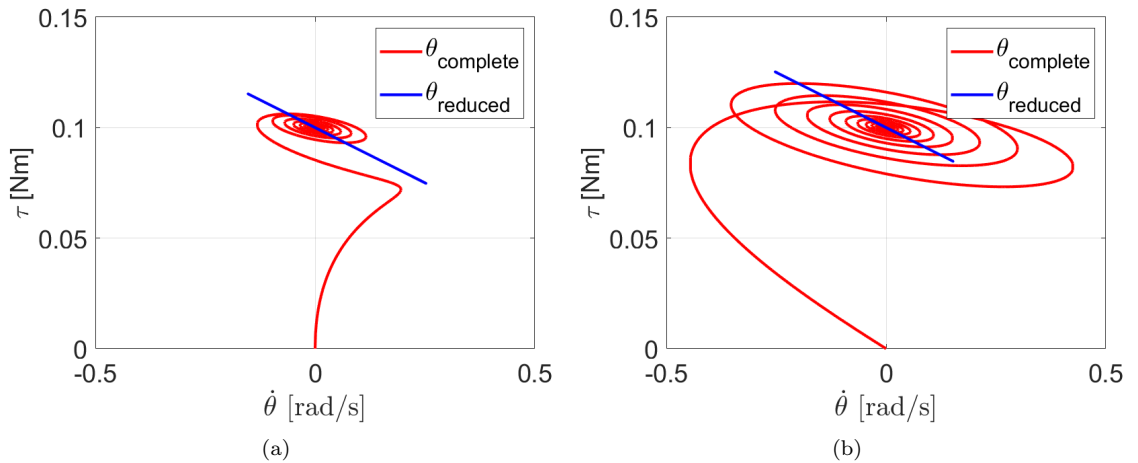 0.15
0.1
0.05
0
τ [Nm]
-0.5
0
0.5
θ̇ [rad/s]
θcomplete
θreduced
(a)
0.15
0.1
0.05
0
τ [Nm]
-0.5
0
0.5
θ̇ [rad/s]
θcomplete
θreduced
(b)